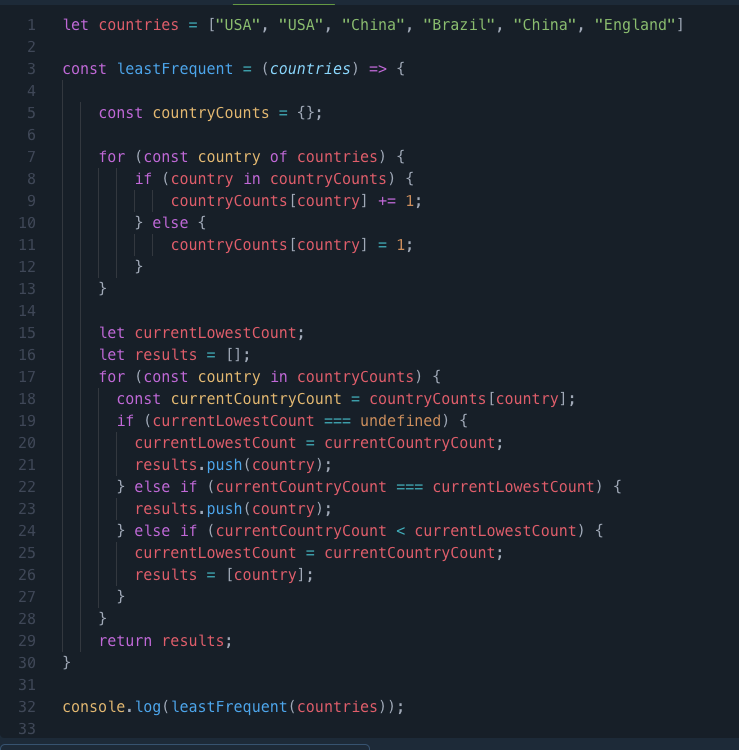 1 let countries = ["USA", "USA", "China", "Brazil", "China", "England"]
2
3 const leastFrequent = (countries) => {
4
5     const countryCounts = {};
6
7     for (const country of countries) {
8         if (country in countryCounts) {
9             countryCounts[country] += 1;
10         } else {
11             countryCounts[country] = 1;
12         }
13     }
14
15     let currentLowestCount;
16     let results = [];
17     for (const country in countryCounts) {
18       const currentCountryCount = countryCounts[country];
19       if (currentLowestCount === undefined) {
20         currentLowestCount = currentCountryCount;
21         results.push(country);
22       } else if (currentCountryCount === currentLowestCount) {
23         results.push(country);
24       } else if (currentCountryCount < currentLowestCount) {
25         currentLowestCount = currentCountryCount;
26         results = [country];
27       }
28     }
29     return results;
30 }
31
32 console.log(leastFrequent(countries));
33